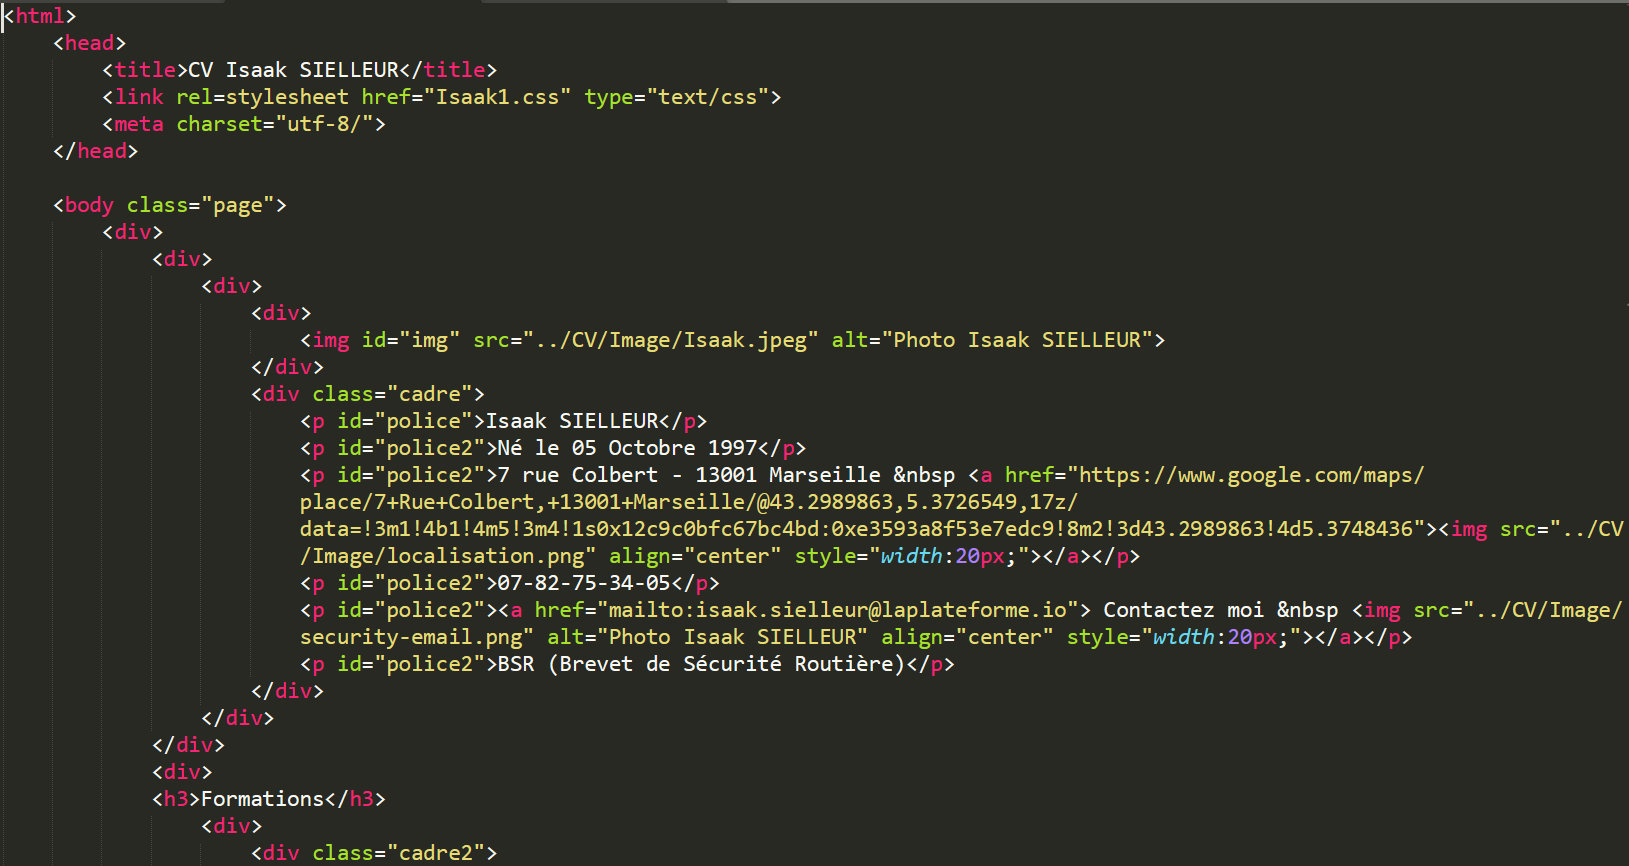 <html>
<head>
<title>CV Isaak SIELLEUR</title>
<link rel=stylesheet href="Isaak1.css" type="text/css">
<meta charset="utf-8/">
</head>
<body class="page">
<div>
<div>
<div>
<div>
<img id="img" src="../CV/Image/Isaak.jpeg" alt="Photo Isaak SIELLEUR">
</div>
<div class="cadre">
<p id="police">Isaak SIELLEUR</p>
<p id="police2">Né le 05 Octobre 1997</p>
<p id="police2">7 rue Colbert - 13001 Marseille &nbsp <a href="https://www.google.com/maps/
place/7+Rue+Colbert,+13001+Marseille/@43.2989863,5.3726549,17z/
data=!3m1!4b1!4m5!3m4!1s0x12c9c0bfc67bc4bd:0xe3593a8f53e7edc9!8m2!3d43.2989863!4d5.3748436"><img src="../CV
/Image/localisation.png" align="center" style="width:20px;"></a></p>
<p id="police2">07-82-75-34-05</p>
<p id="police2"><a href="mailto:isaak.sielleur@laplateforme.io"> Contactez moi &nbsp <img src="../CV/Image/
security-email.png" alt="Photo Isaak SIELLEUR" align="center" style="width:20px;"></a></p>
<p id="police2">BSR (Brevet de Sécurité Routière)</p>
</div>
</div>
</div>
<div>
<h3>Formations</h3>
<div>
<div class="cadre2">